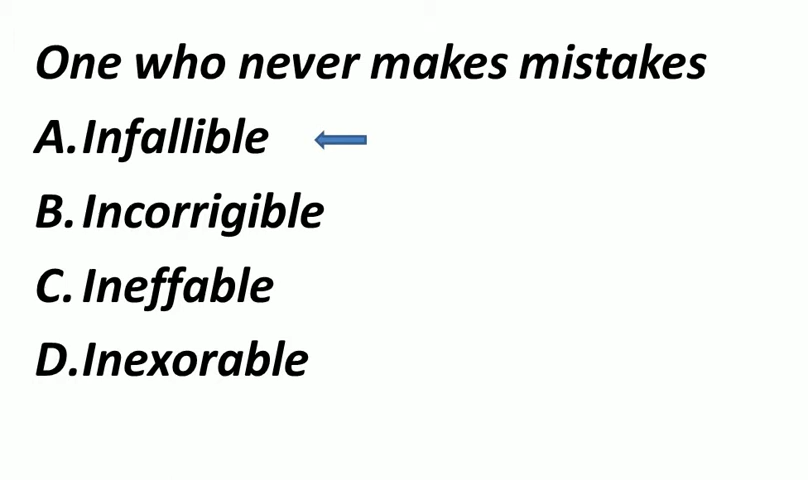 One who never makes mistakes
A. Infallible
B. Incorrigible
C. Ineffable
D. Inexorable